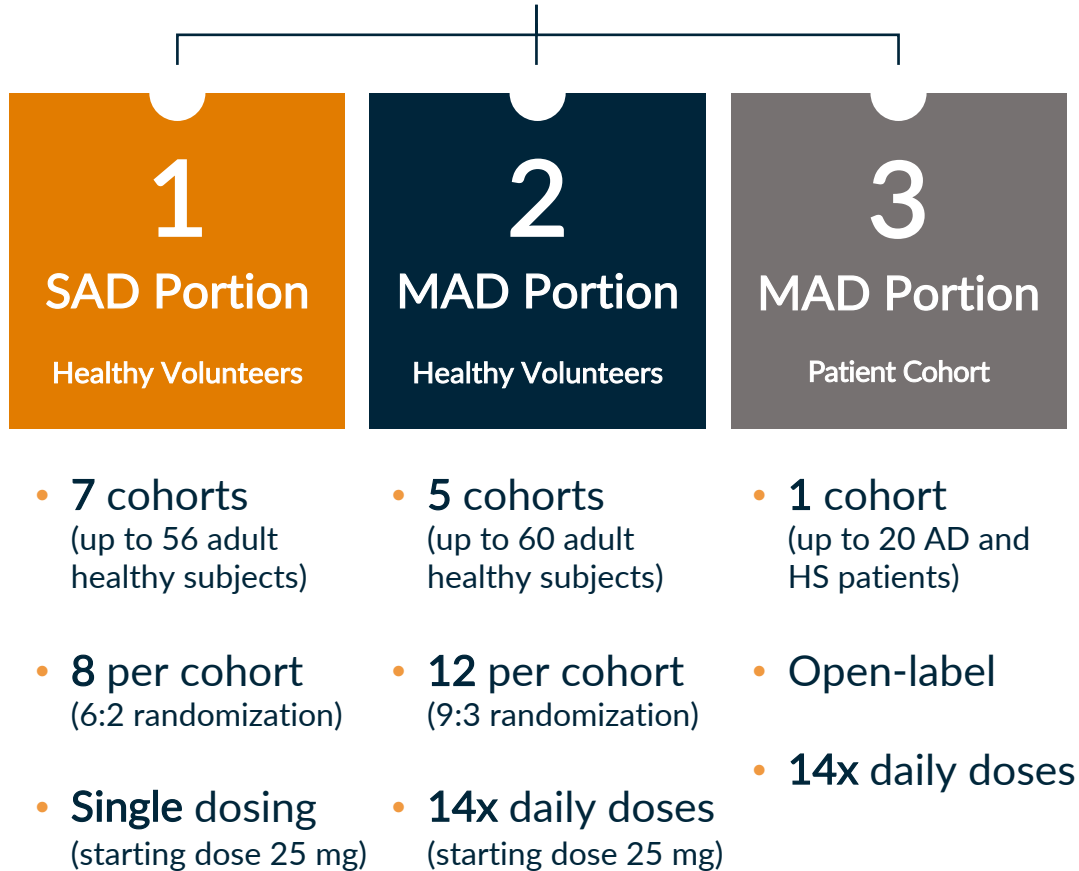 1
SAD Portion
Healthy Volunteers
• 7 cohorts
(up to 56 adult
healthy subjects)
• 8 per cohort
(6:2 randomization)
• Single dosing
(starting dose 25 mg)
2
MAD Portion
Healthy Volunteers
• 5 cohorts
(up to 60 adult
healthy subjects)
• 12 per cohort
(9:3 randomization)
• 14x daily doses
(starting dose 25 mg)
3
MAD Portion
Patient Cohort
• 1 cohort
(up to 20 AD and
HS patients)
• Open-label
• 14x daily doses